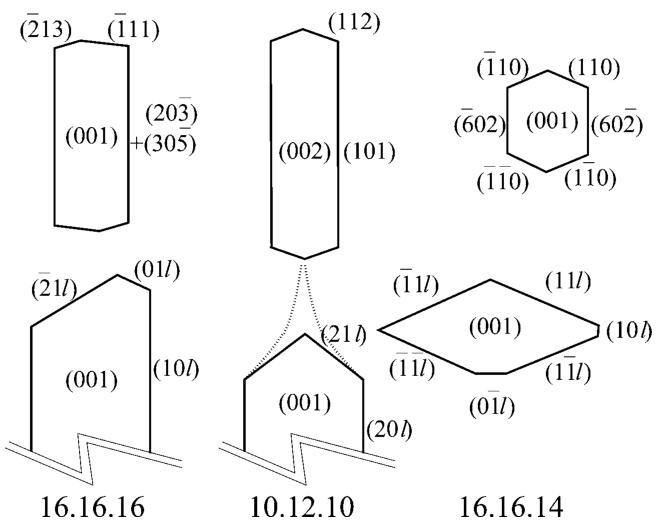 (2̅13) (1̅11)
(001)
(203̅)
+(305̅)
(112)
(002)
(101)
(1̅10) (110)
(6̅02) (001) (602̅)
(1̅1̅0) (11̅0)
(2̅1l) (01l)
(001)
(10l)
(21l)
(001)
(20l)
(1̅1l) (11l)
(001)
(10l)
(1̅1̅l) (11̅l)
(01̅l)
16.16.16 10.12.10 16.16.14